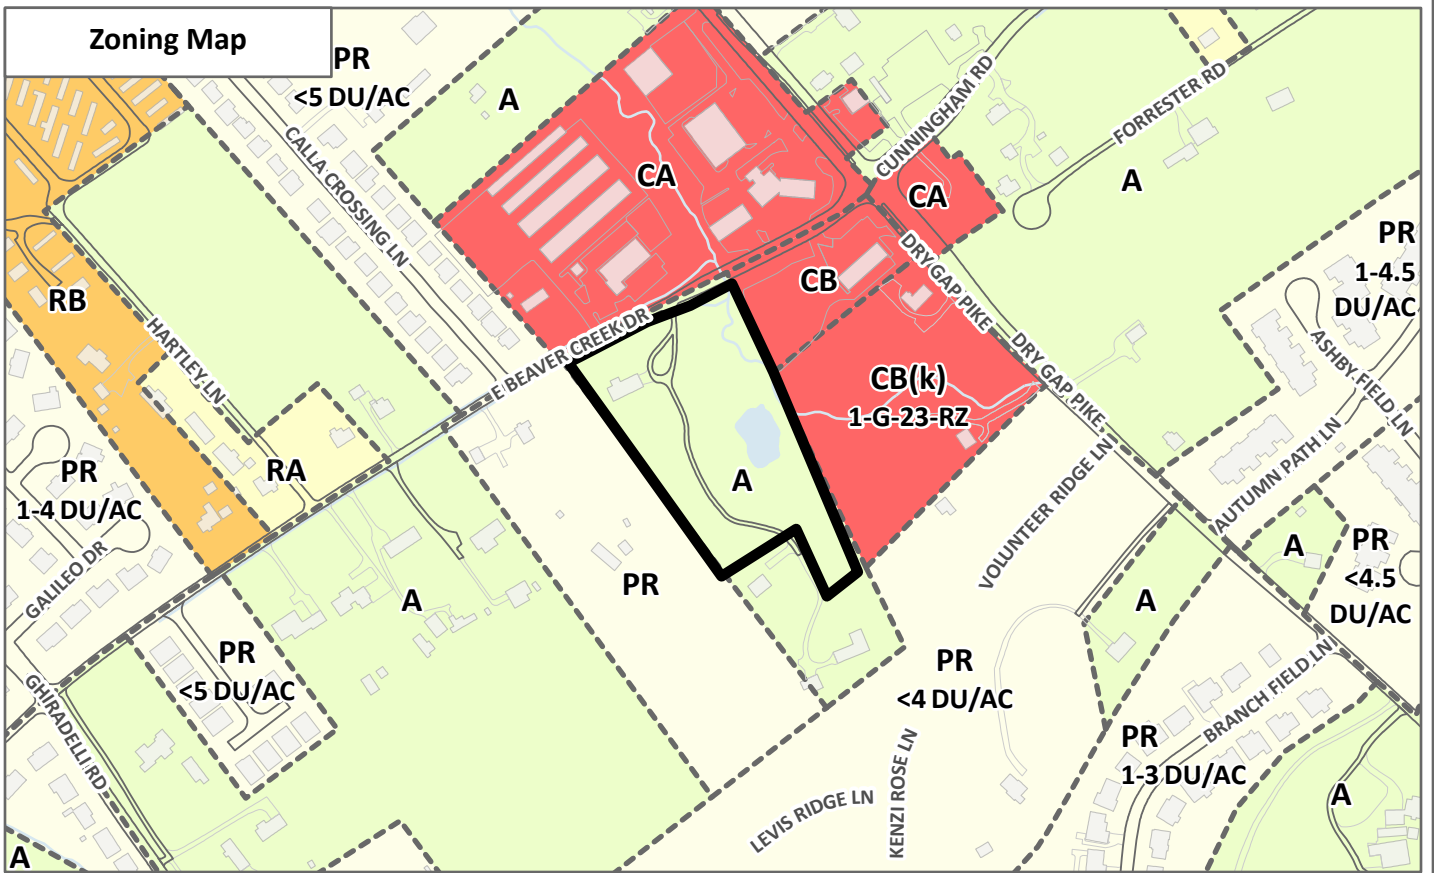 Zoning Map
PR
<5 DU/AC
A
CALLA CROSSING LN
CA
CUNNINGHAM RD
FORRESTER RD
A
CA
PR
1-4.5
DU/AC
DRY GAP PIKE
CB
RB
HARTLEY LN
E BEAVER CREEK DR
DRY GAP PIKE
ASHBY FIELD LN
CB(k)
1-G-23-RZ
AUTUMN PATH LN
RA
PR
1-4 DU/AC
A
VOLUNTEER RIDGE LN
GALILEO DR
A
PR
A
A
PR
<4.5
DU/AC
PR
<5 DU/AC
PR
<4 DU/AC
GHIRADELLI RD
BRANCH FIELD LN
PR
1-3 DU/AC
KENZI ROSE LN
LEVIS RIDGE LN
A
A